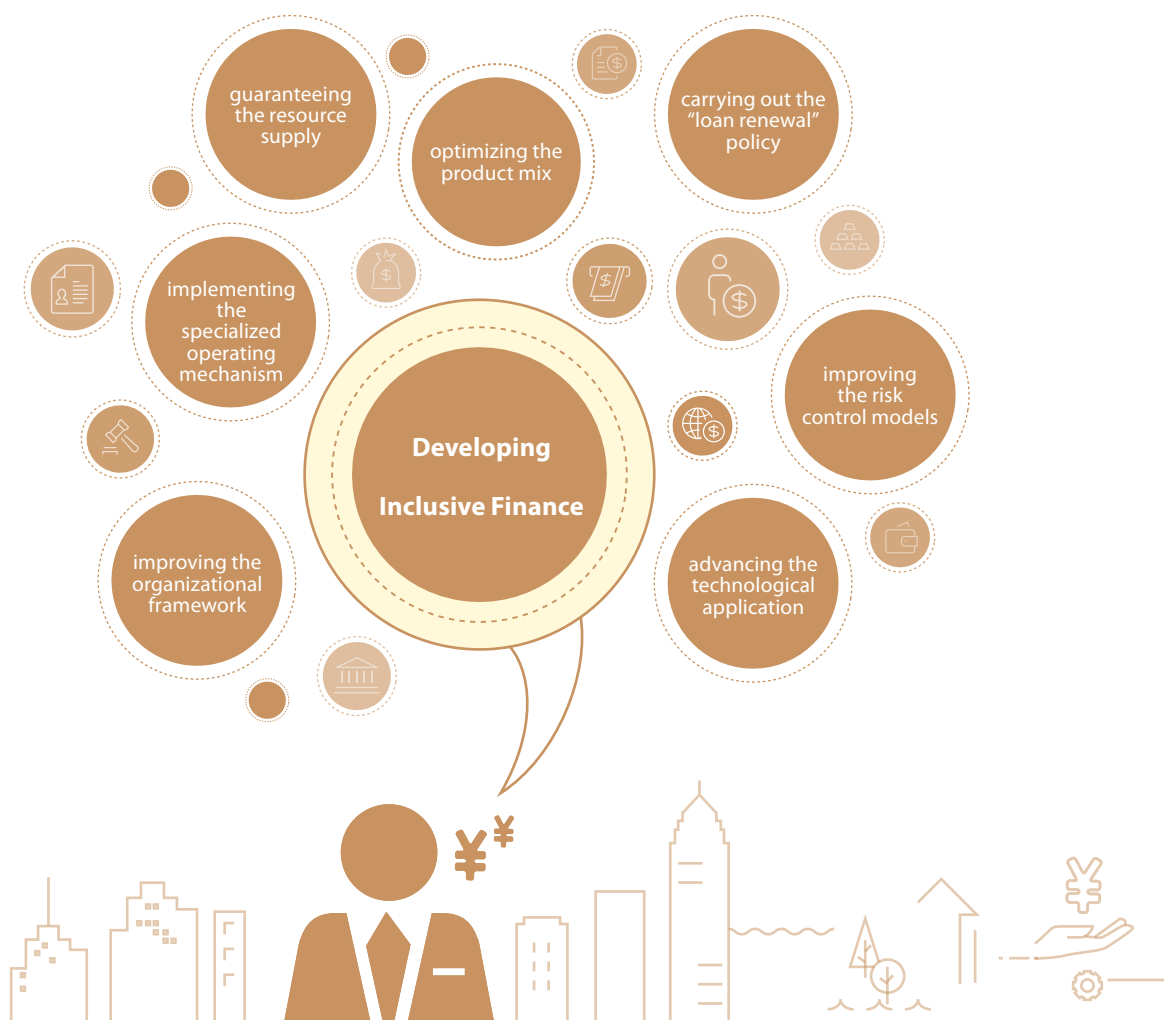 guaranteeing
the resource
supply
optimizing the
product mix
carrying out the
“loan renewal”
policy
implementing
the
specialized
operating
mechanism
improving
the risk
control models
Developing
Inclusive Finance
improving the
organizational
framework
advancing the
technological
application